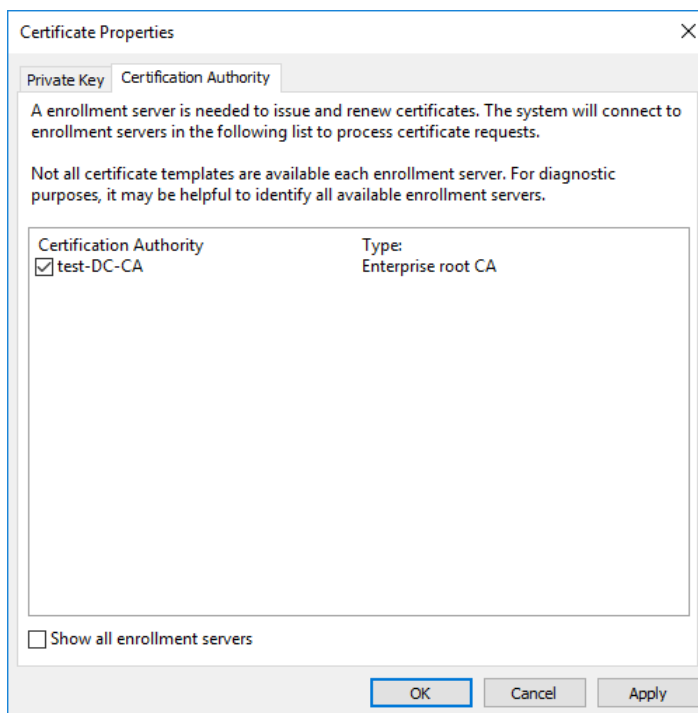 Certificate Properties
Private Key
Certification Authority
A enrollment server is needed to issue and renew certificates. The system will connect to
enrollment servers in the following list to process certificate requests.
Not all certificate templates are available each enrollment server. For diagnostic
purposes, it may be helpful to identify all available enrollment servers.
Certification Authority Type:
test-DC-CA Enterprise root CA
Show all enrollment servers
OK Cancel Apply